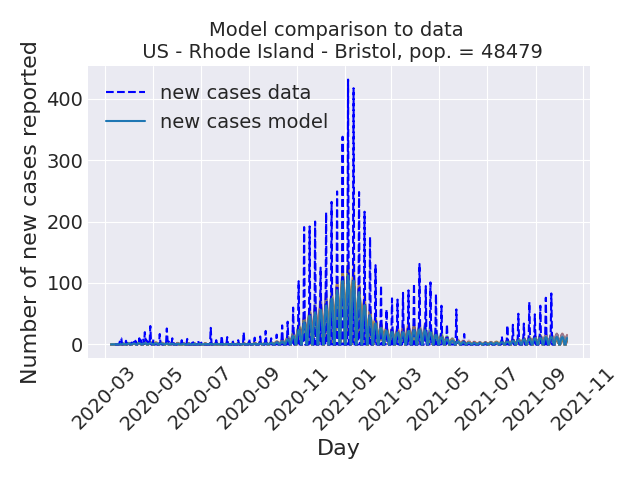 Model comparison to data
US - Rhode Island - Bristol, pop. = 48479
Number of new cases reported
400
300
200
100
0
new cases data
new cases model
2020-03
2020-05
2020-07
2020-09
2020-11
2021-01
2021-03
2021-05
2021-07
2021-09
2021-11
Day